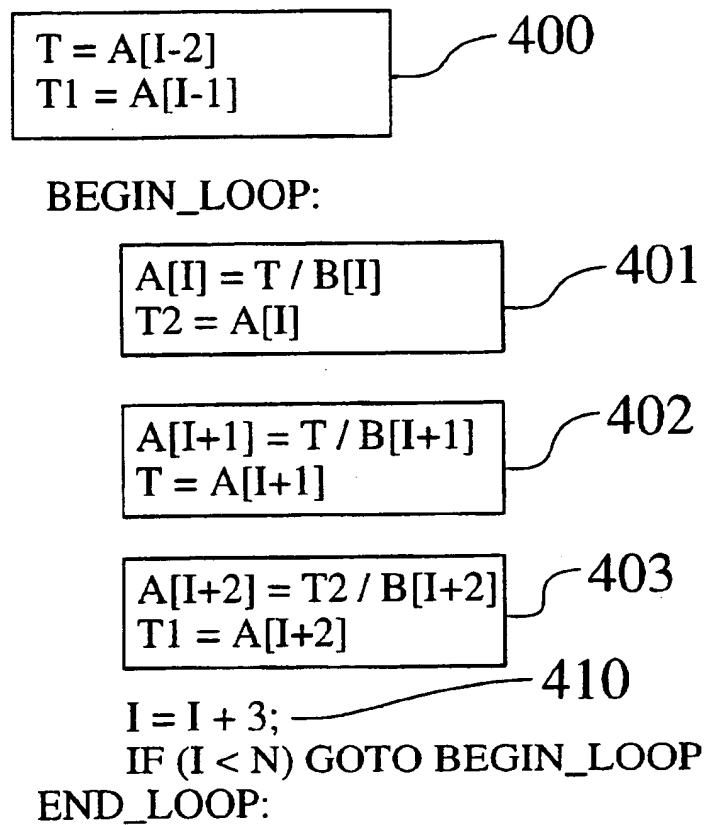 T = A[I-2]
T1 = A[I-1]
400
BEGIN_LOOP:
A[I] = T / B[I]
T2 = A[I]
401
A[I+1] = T / B[I+1]
T = A[I+1]
402
A[I+2] = T2 / B[I+2]
T1 = A[I+2]
403
I = I + 3;
410
IF (I < N) GOTO BEGIN_LOOP
END_LOOP: